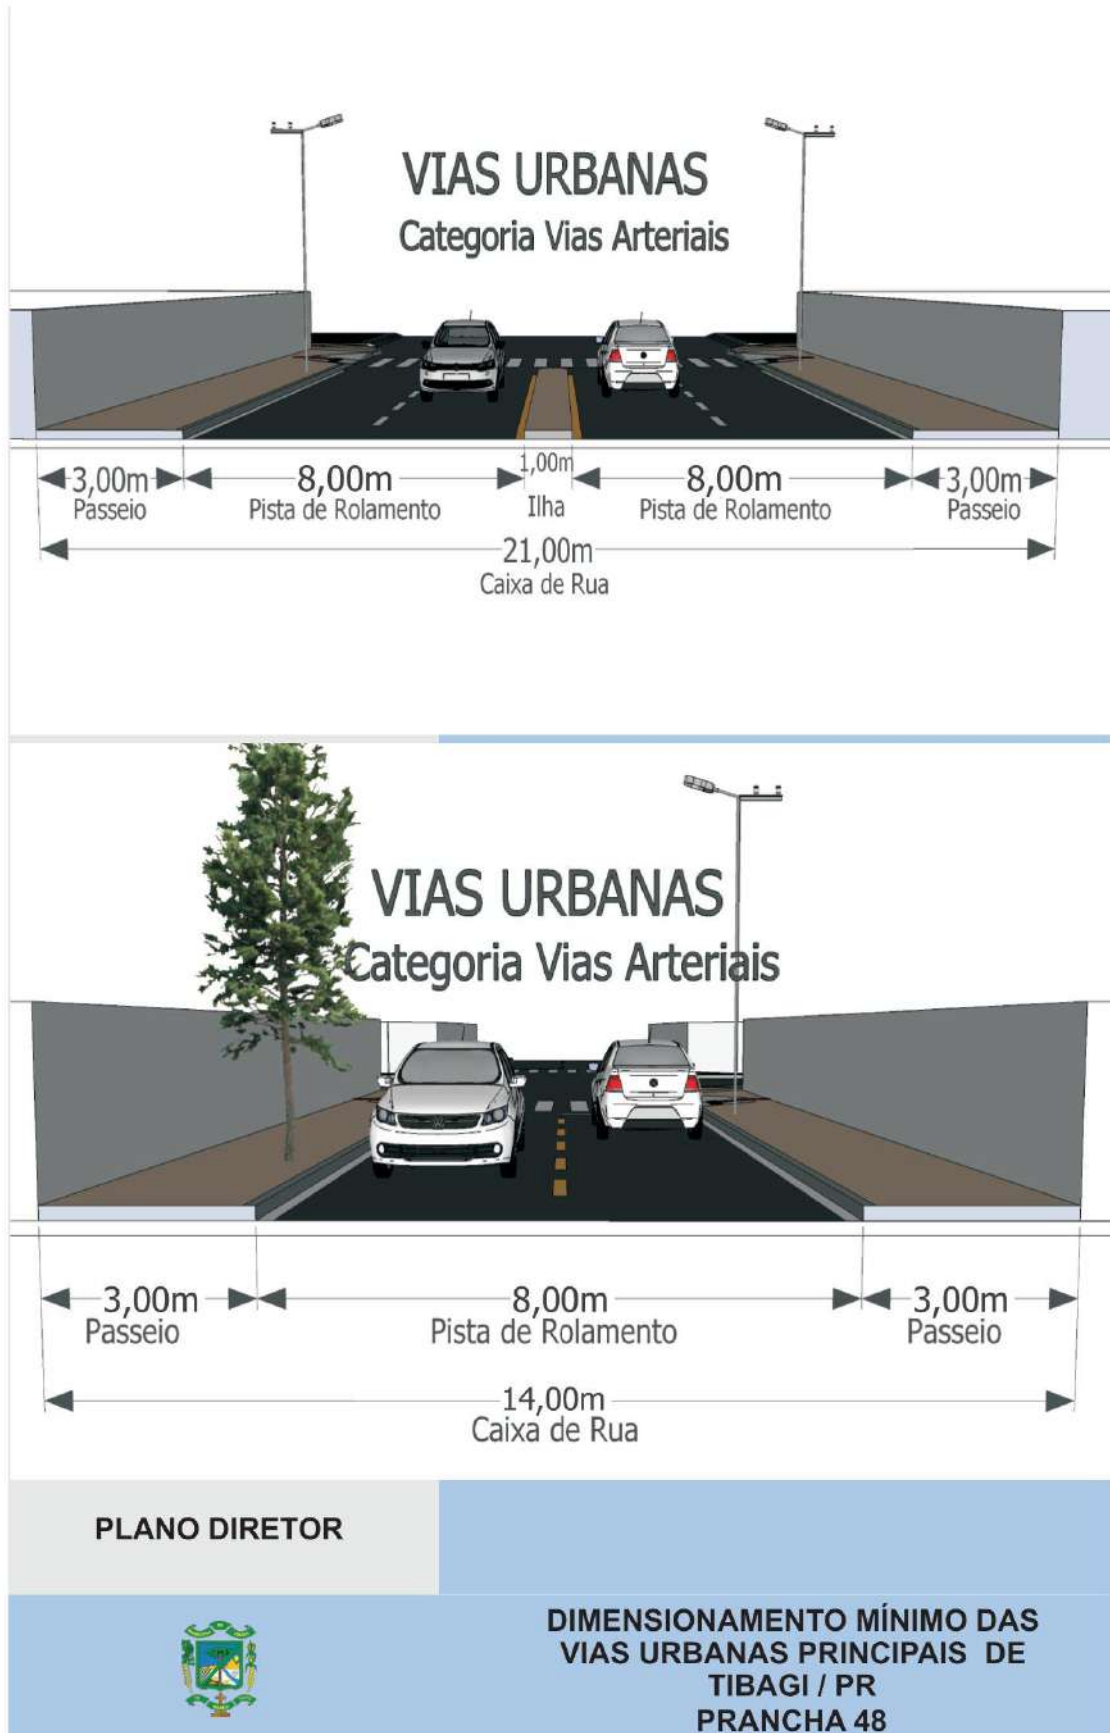 VIAS URBANAS
Categoria Vias Arteriais
3,00m 8,00m 1,00m 8,00m 3,00m
Passeio Pista de Rolamento Ilha Pista de Rolamento Passeio
21,00m
Caixa de Rua
VIAS URBANAS
Categoria Vias Arteriais
3,00m 8,00m 3,00m
Passeio Pista de Rolamento Passeio
14,00m
Caixa de Rua
PLANO DIRETOR
DIMENSIONAMENTO MÍNIMO DAS
VIAS URBANAS PRINCIPAIS DE
TIBAGI / PR
PRANCHA 48